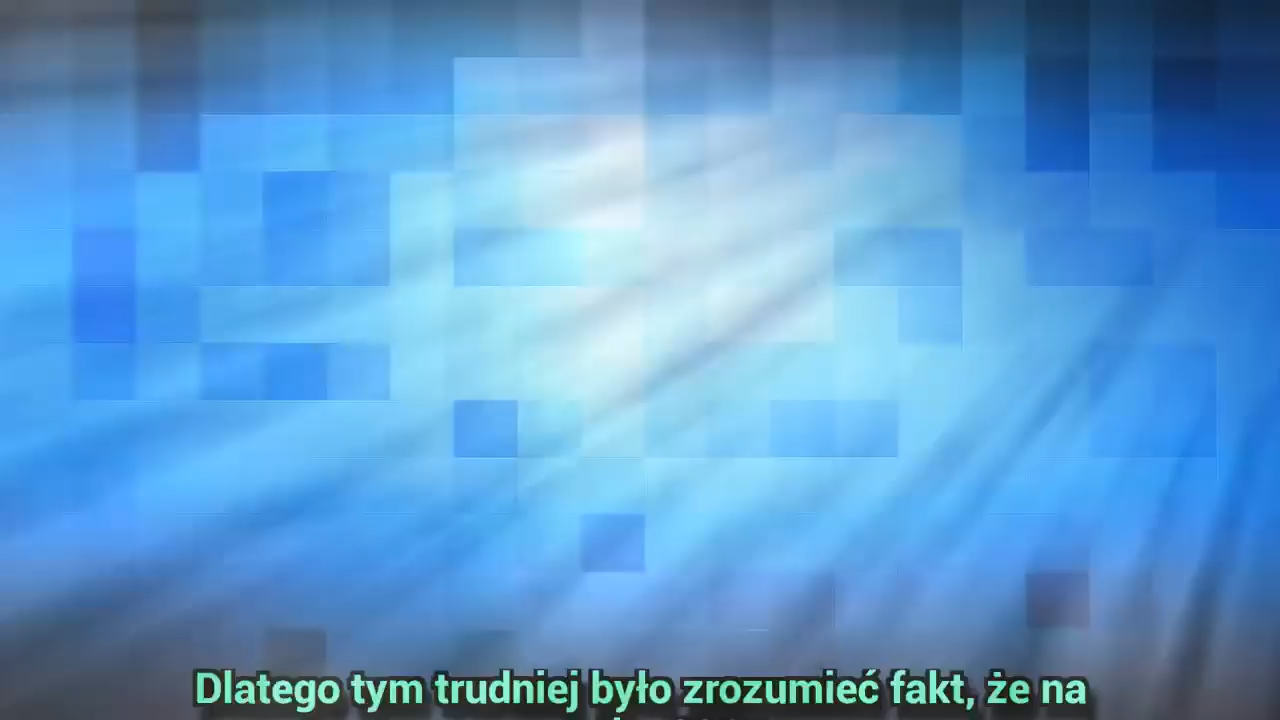 Dlatego tym trudniej było zrozumieć fakt, że na